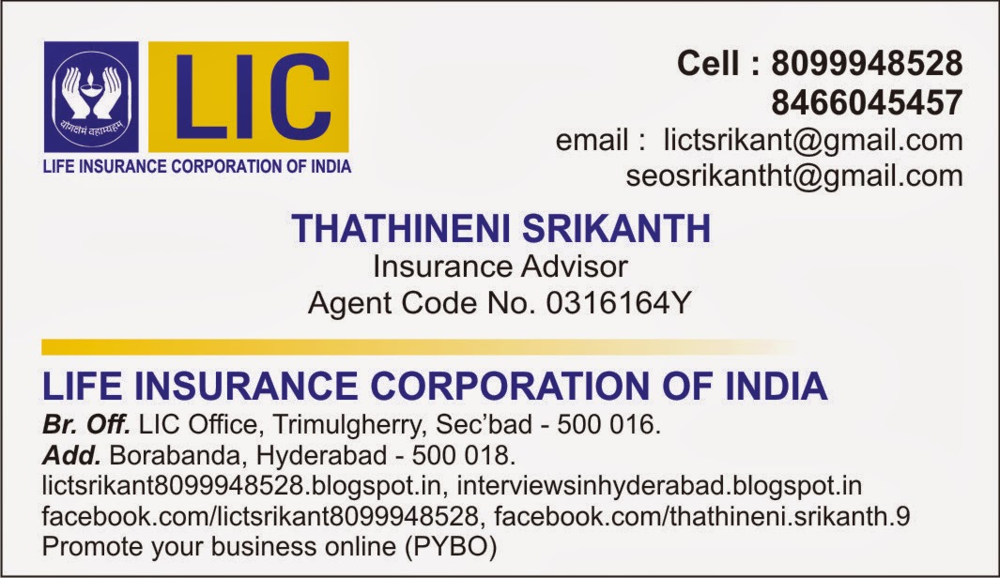 योगक्षेमं वहाम्यहम्
LIC
LIFE INSURANCE CORPORATION OF INDIA
Cell : 8099948528
8466045457
email : lictsrikant@gmail.com
seosrikantht@gmail.com
THATHINENI SRIKANTH
Insurance Advisor
Agent Code No. 0316164Y
LIFE INSURANCE CORPORATION OF INDIA
Br. Off. LIC Office, Trimulgherry, Sec'bad - 500 016.
Add. Borabanda, Hyderabad - 500 018.
lictsrikant8099948528.blogspot.in, interviewsinhyderabad.blogspot.in
facebook.com/lictsrikant8099948528, facebook.com/thathineni.srikanth.9
Promote your business online (PYBO)